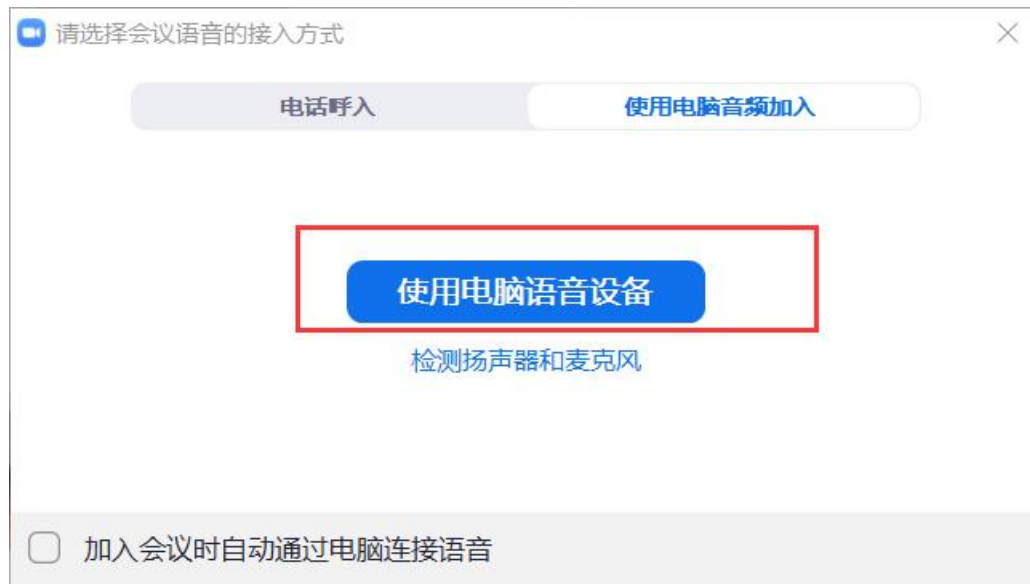 请选择会议语音的接入方式
电话呼入 使用电脑音频加入
使用电脑语音设备
检测扬声器和麦克风
加入会议时自动通过电脑连接语音